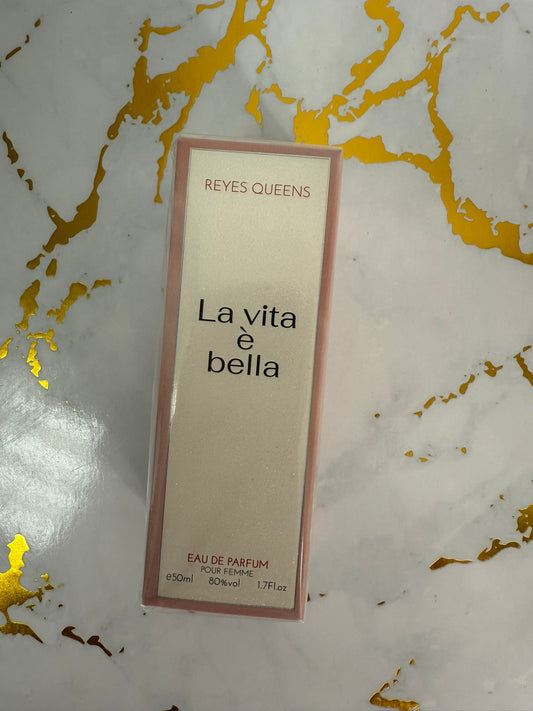 REYES QUEENS
La vita
è
bella
EAU DE PARFUM
POUR FEMME
e50ml 80%vol 1.7Fl.oz